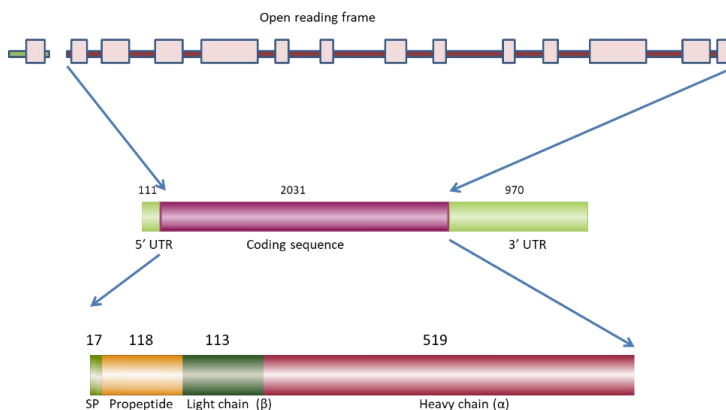 Open reading frame
111 2031 970
5' UTR Coding sequence 3' UTR
17 118 113 519
SP Propeptide Light chain (β) Heavy chain (α)